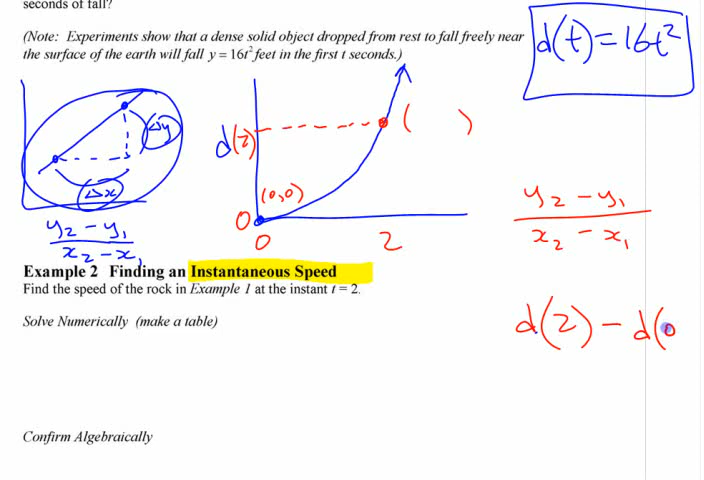 seconds of fall?
(Note: Experiments show that a dense solid object dropped from rest to fall freely near
the surface of the earth will fall y = 16t² feet in the first t seconds.)
d(t) = 16t²
Δy
Δx
y₂ - y₁
x₂ - x₁
d(2)
( )
(0,0)
0
0
2
y₂ - y₁
x₂ - x₁
Example 2 Finding an Instantaneous Speed
Find the speed of the rock in Example 1 at the instant t = 2.
d(2) - d(0
Solve Numerically (make a table)
Confirm Algebraically